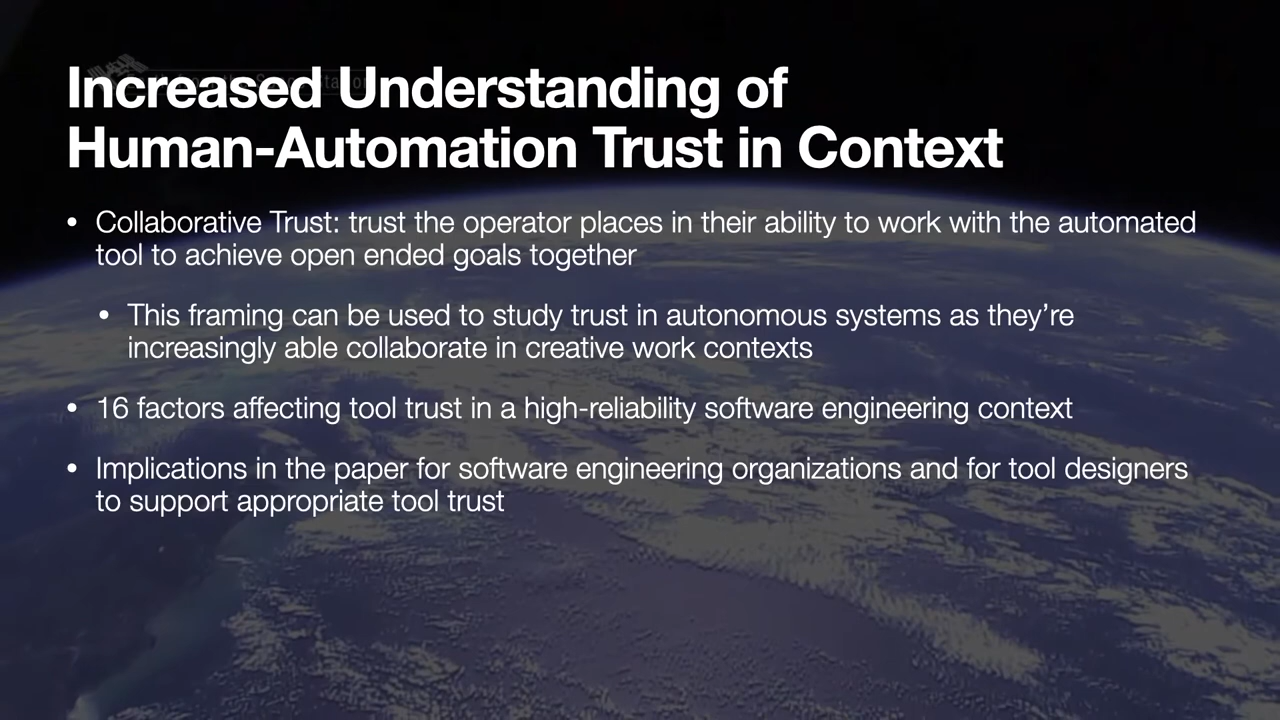 Increased Understanding of
Human-Automation Trust in Context
• Collaborative Trust: trust the operator places in their ability to work with the automated
tool to achieve open ended goals together
• This framing can be used to study trust in autonomous systems as they’re
increasingly able collaborate in creative work contexts
• 16 factors affecting tool trust in a high-reliability software engineering context
• Implications in the paper for software engineering organizations and for tool designers
to support appropriate tool trust